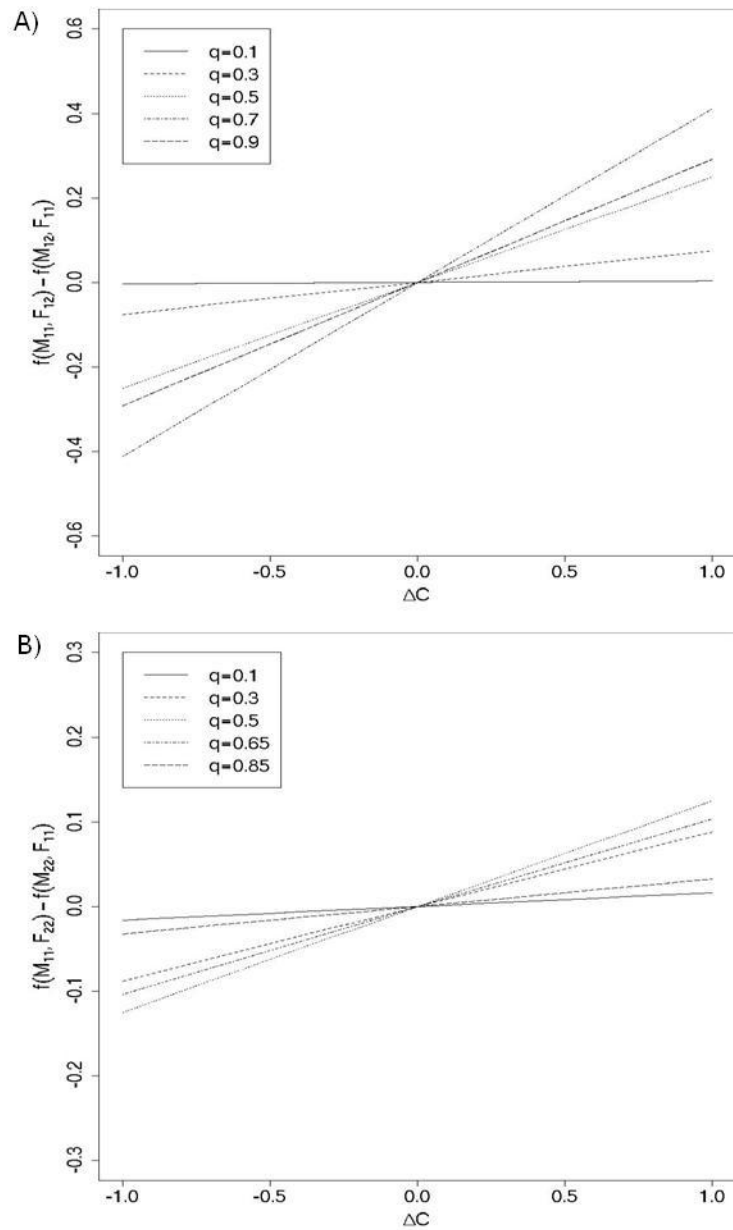 A)
q=0.1
q=0.3
q=0.5
q=0.7
q=0.9
f(M₁₁, F₁₂) − f(M₁₂, F₁₁)
0.6
0.4
0.2
0.0
-0.2
-0.4
-0.6
-1.0 -0.5 0.0 0.5 1.0
ΔC
B)
q=0.1
q=0.3
q=0.5
q=0.65
q=0.85
f(M₁₁, F₂₂) − f(M₂₂, F₁₁)
0.3
0.2
0.1
0.0
-0.1
-0.2
-0.3
-1.0 -0.5 0.0 0.5 1.0
ΔC